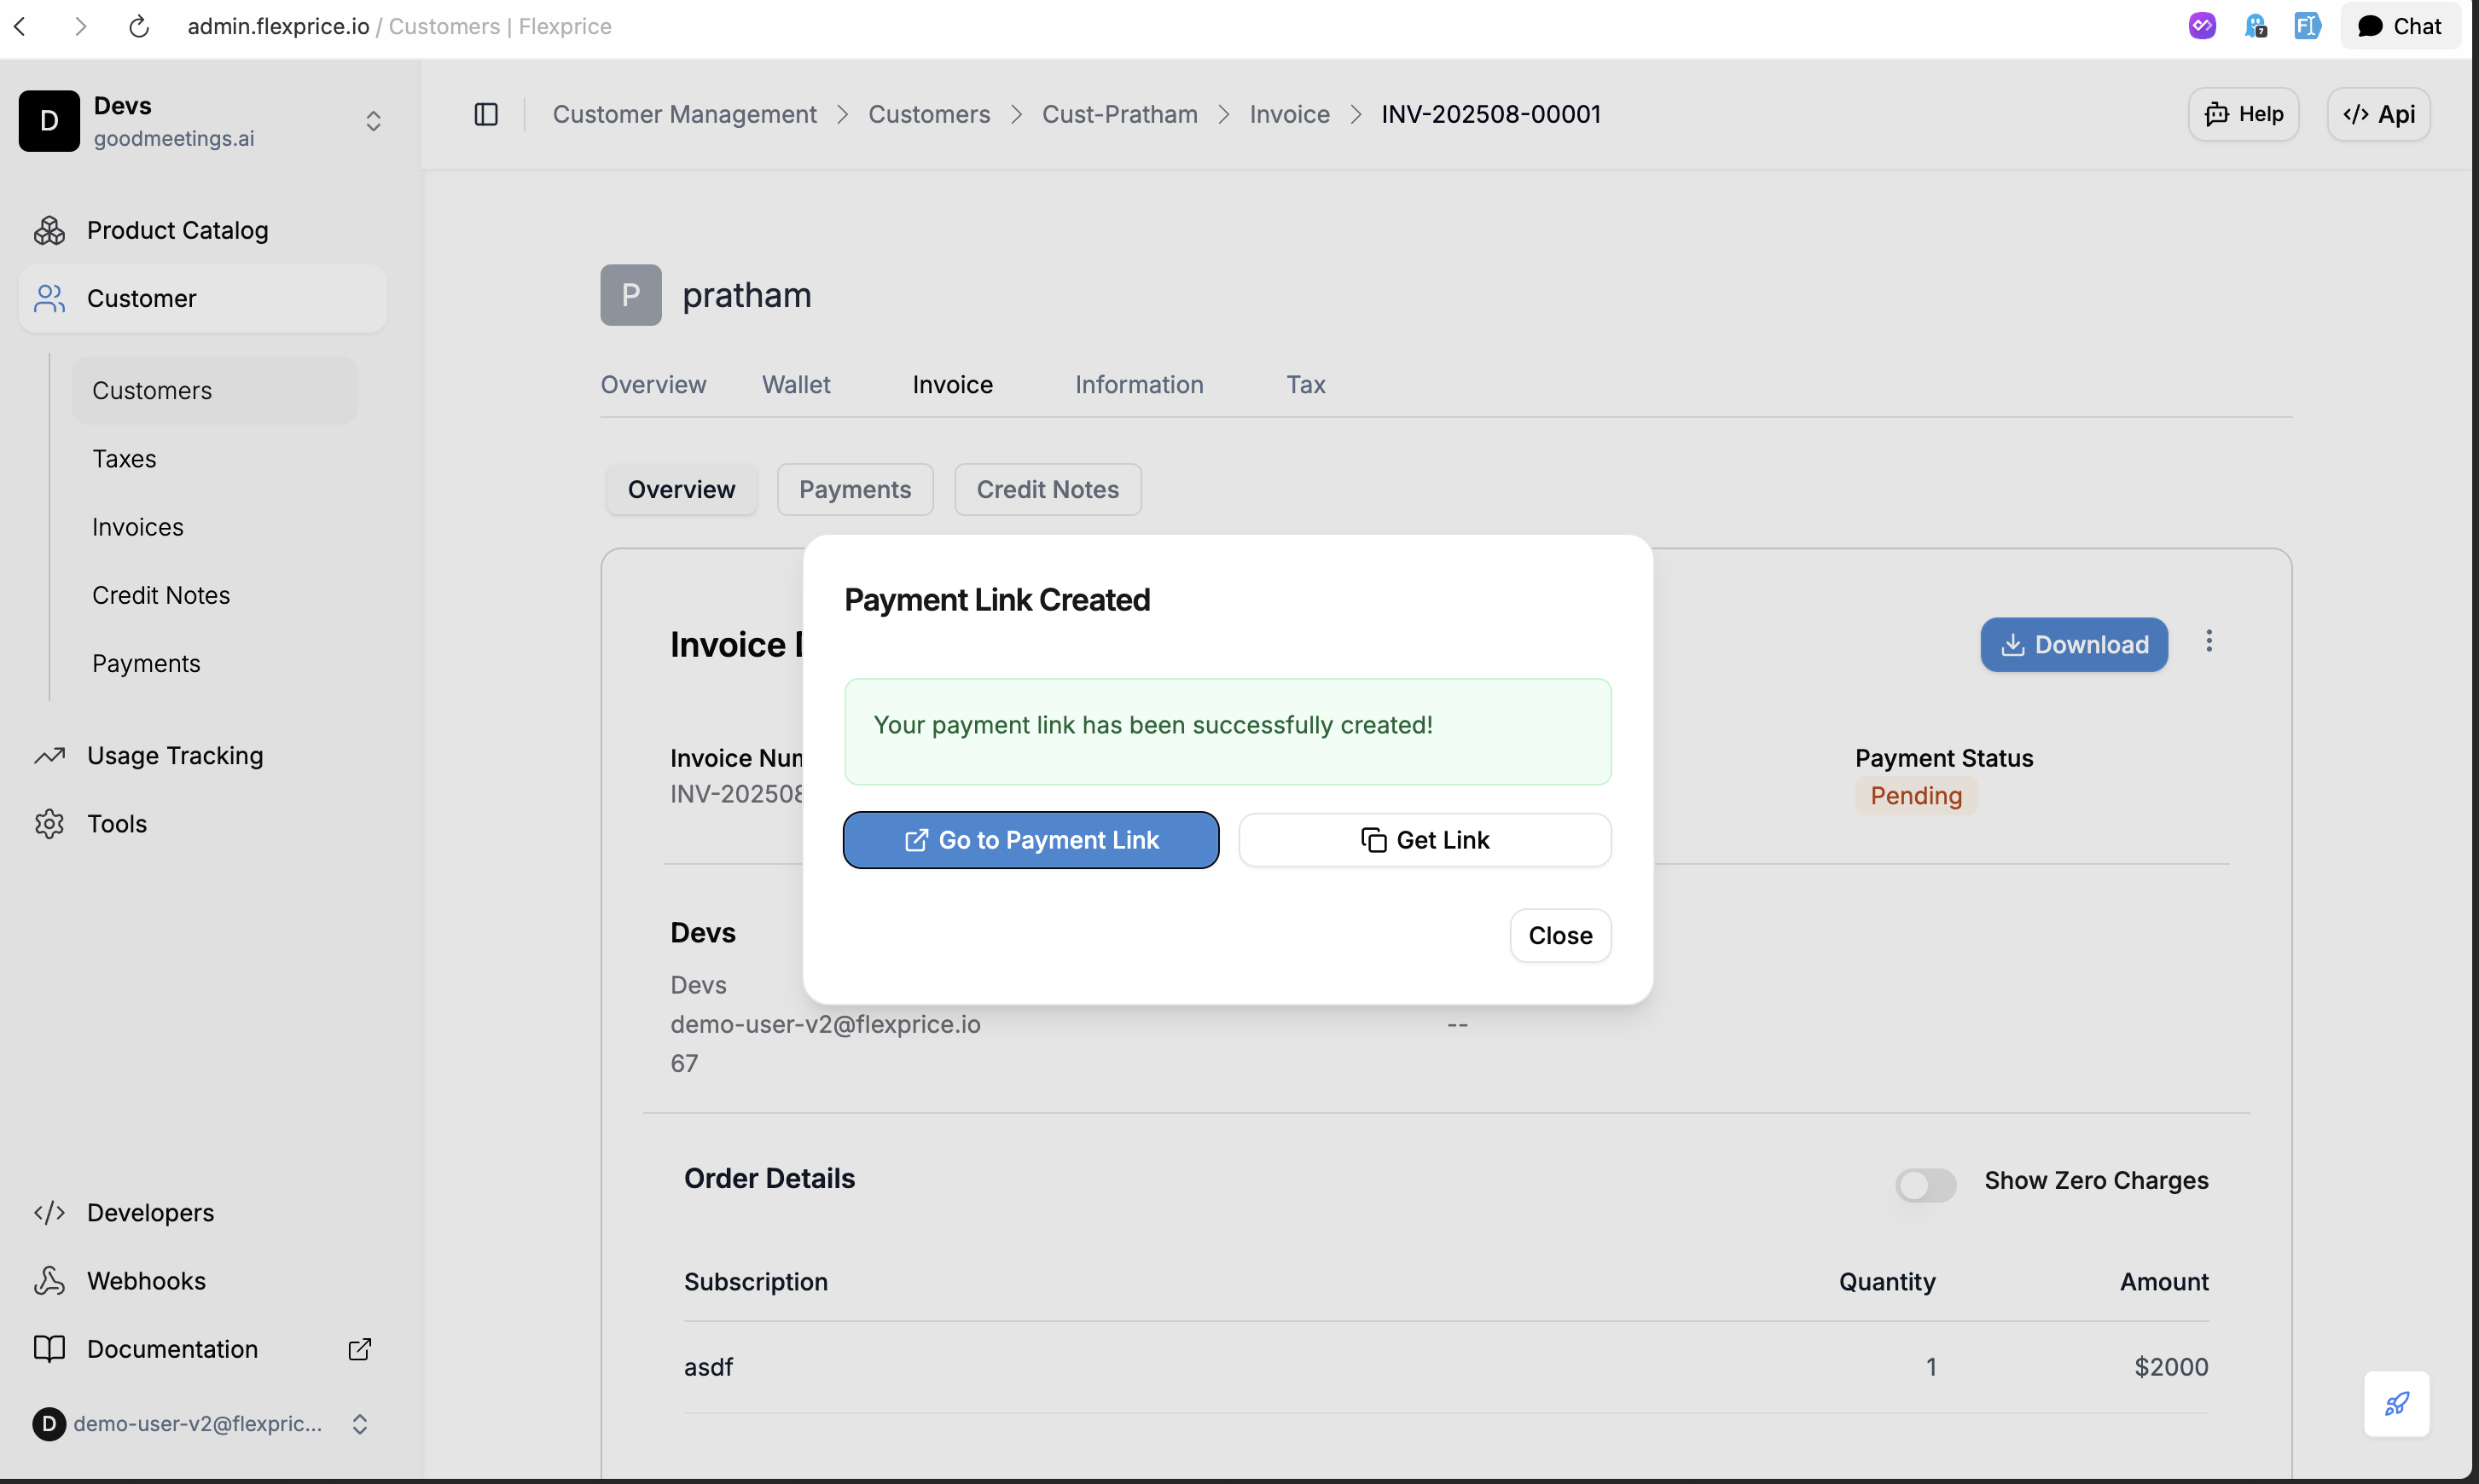 admin.flexprice.io / Customers | Flexprice
7
Chat
D
Devs
goodmeetings.ai
Customer Management > Customers > Cust-Pratham > Invoice > INV-202508-00001
Help
</> Api
Product Catalog
Customer
Customers
Taxes
Invoices
Credit Notes
Payments
Usage Tracking
Tools
Developers
Webhooks
Documentation
D demo-user-v2@flexpric...
P pratham
Overview Wallet Invoice Information Tax
Overview Payments Credit Notes
Invoice
Download
Invoice Num
INV-202508
Payment Status
Pending
Payment Link Created
Your payment link has been successfully created!
Go to Payment Link
Get Link
Close
Devs
Devs
demo-user-v2@flexprice.io --
67
Order Details
Show Zero Charges
Subscription Quantity Amount
asdf 1 $2000